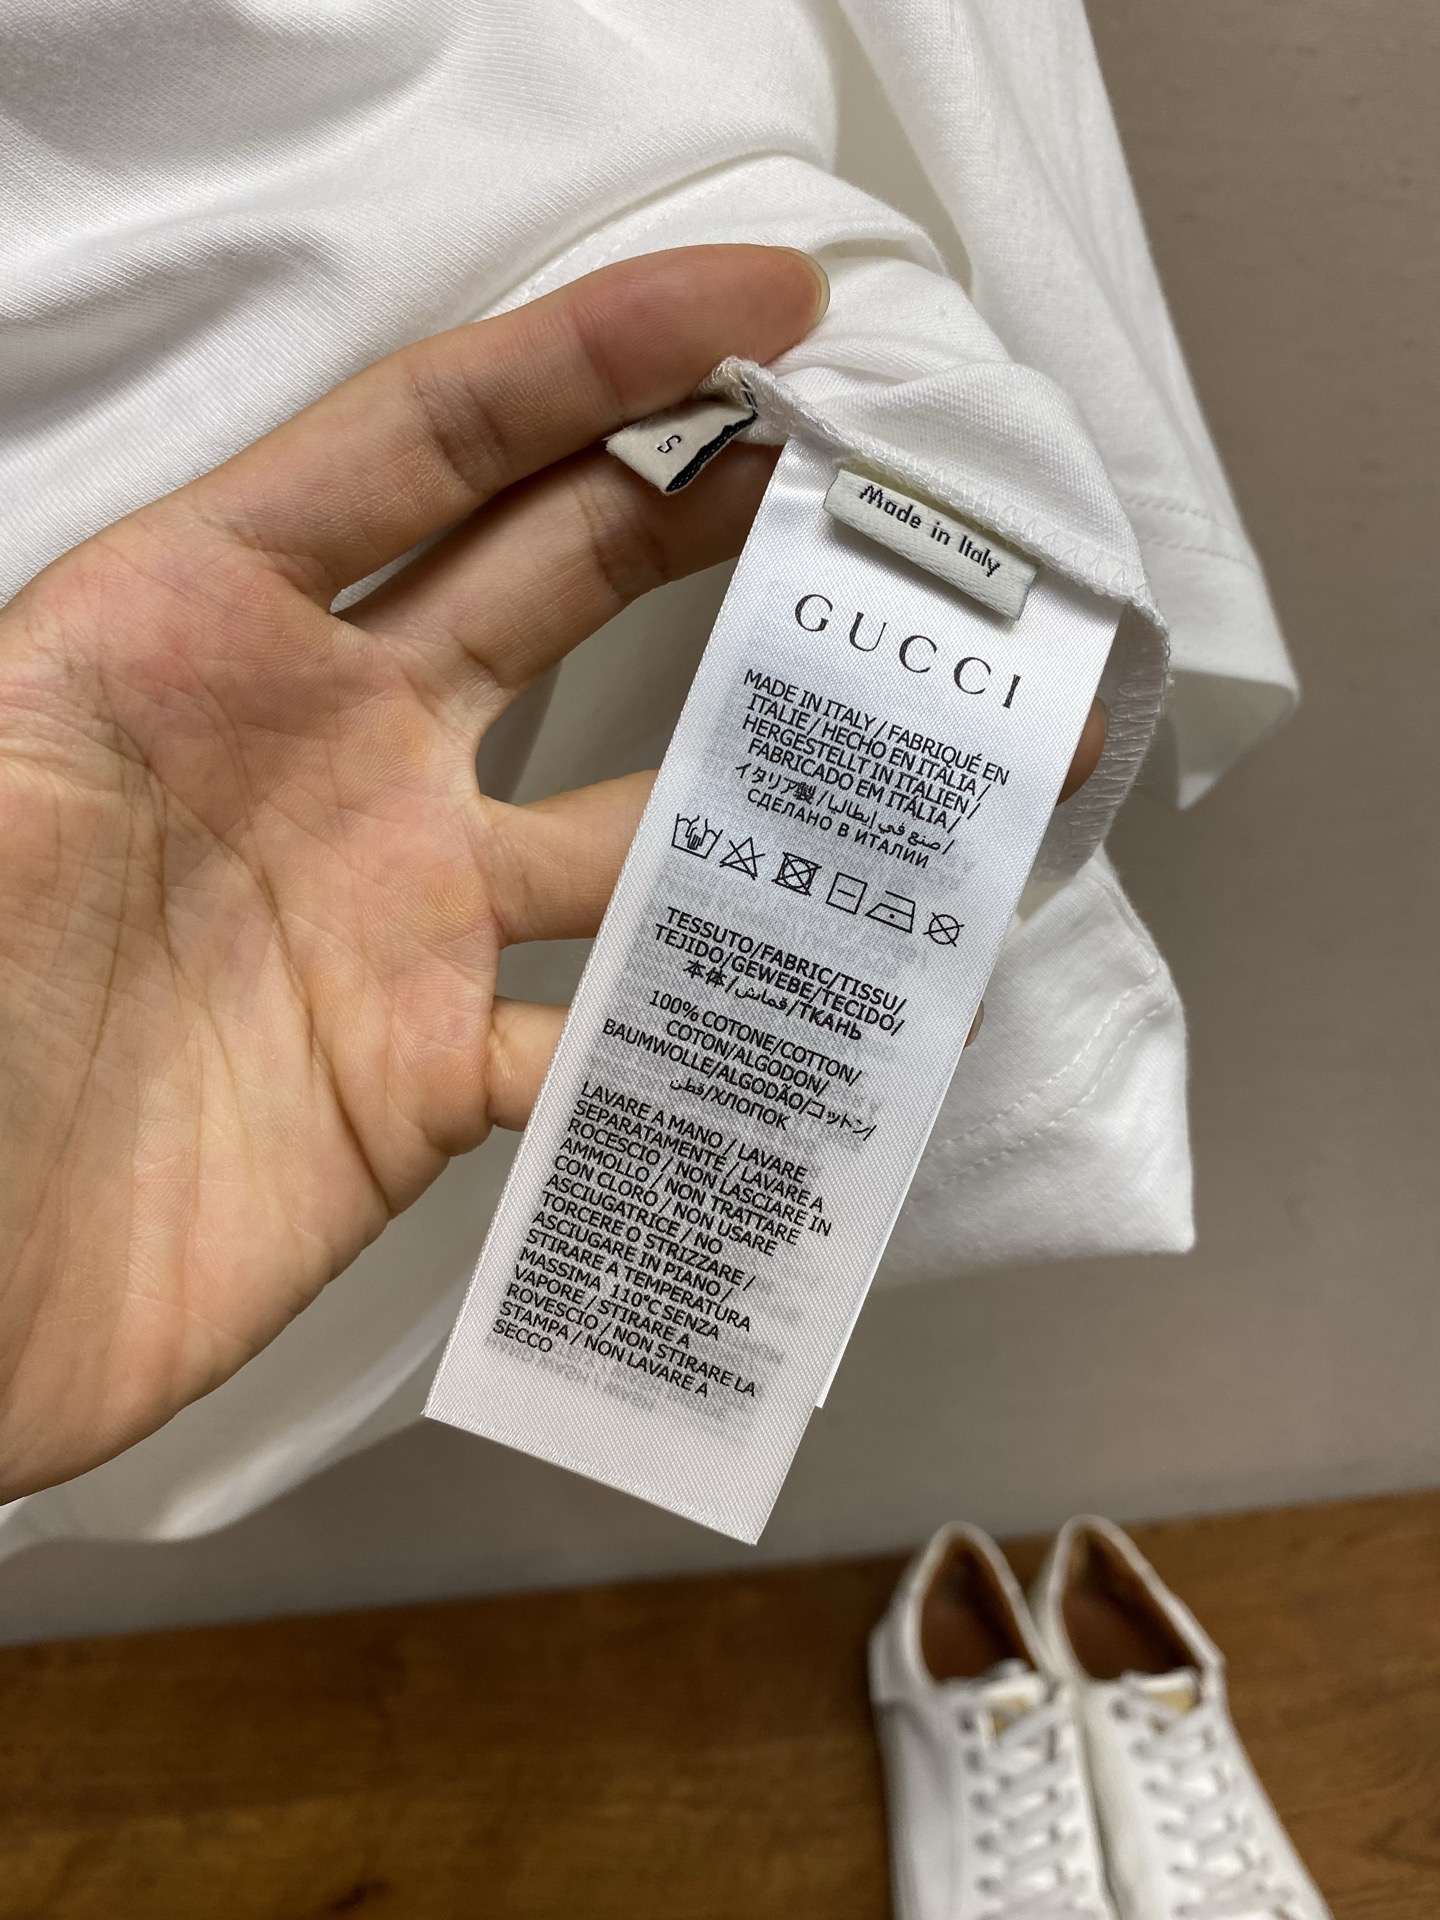 S
Made in Italy
GUCCI
MADE IN ITALY / FABRIQUÉ EN
ITALIE / HECHO EN ITALIA /
HERGESTELLT IN ITALIEN /
FABRICADO EM ITÁLIA /
イタリア製 / صنع في إيطاليا /
СДЕЛАНО В ИТАЛИИ
TESSUTO/FABRIC/TISSU/
TEJIDO/GEWEBE/TECIDO/
本体/قماش/ТКАНЬ
100% COTONE/COTTON/
COTON/ALGODON/
BAUMWOLLE/ALGODÃO/コットン/
قطن/ХЛОПОК
LAVARE A MANO / LAVARE
SEPARATAMENTE / LAVARE A
ROCESCIO / NON LASCIARE IN
AMMOLLO / NON TRATTARE
CON CLORO / NON USARE
ASCIUGATRICE / NO
TORCERE O STRIZZARE /
ASCIUGARE IN PIANO /
STIRARE A TEMPERATURA
MASSIMA 110°C SENZA
VAPORE / STIRARE A
ROVESCIO / NON STIRARE LA
STAMPA / NON LAVARE A
SECCO